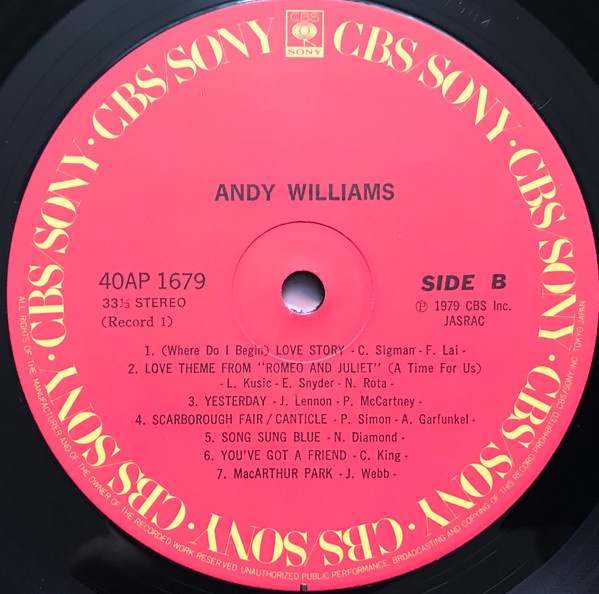 CBS
SONY
CBS/SONY · CBS/SONY · CBS/SONY · CBS/SONY · CBS/SONY · CBS/SONY · CBS/SONY · CBS/SONY
ANDY WILLIAMS
40AP 1679
33⅓ STEREO
(Record 1)
SIDE B
Ⓟ 1979 CBS Inc.
JASRAC
1. (Where Do I Begin) LOVE STORY - C. Sigman - F. Lai -
2. LOVE THEME FROM "ROMEO AND JULIET" (A Time For Us)
- L. Kusic - E. Snyder - N. Rota -
3. YESTERDAY - J. Lennon - P. McCartney -
4. SCARBOROUGH FAIR / CANTICLE - P. Simon - A. Garfunkel -
5. SONG SUNG BLUE - N. Diamond -
6. YOU'VE GOT A FRIEND - C. King -
7. MacARTHUR PARK - J. Webb -
ALL RIGHTS OF THE MANUFACTURER AND OF THE OWNER OF THE RECORDED WORK RESERVED. UNAUTHORIZED PUBLIC PERFORMANCE, BROADCASTING AND COPYING OF THIS RECORD PROHIBITED. CBS/SONY INC. TOKYO JAPAN